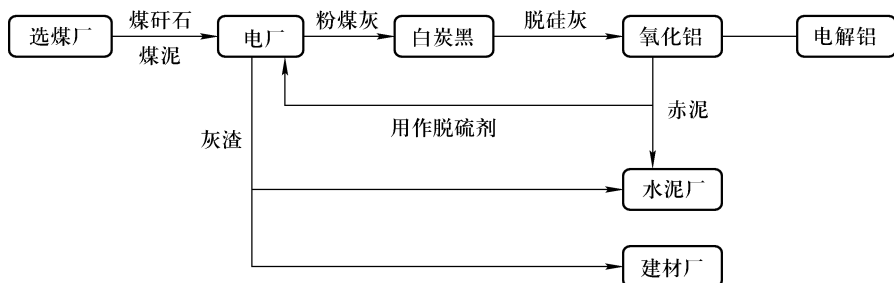 选煤厂
煤矸石
煤泥
电厂
粉煤灰
白炭黑
脱硅灰
氧化铝
电解铝
用作脱硫剂
赤泥
灰渣
水泥厂
建材厂